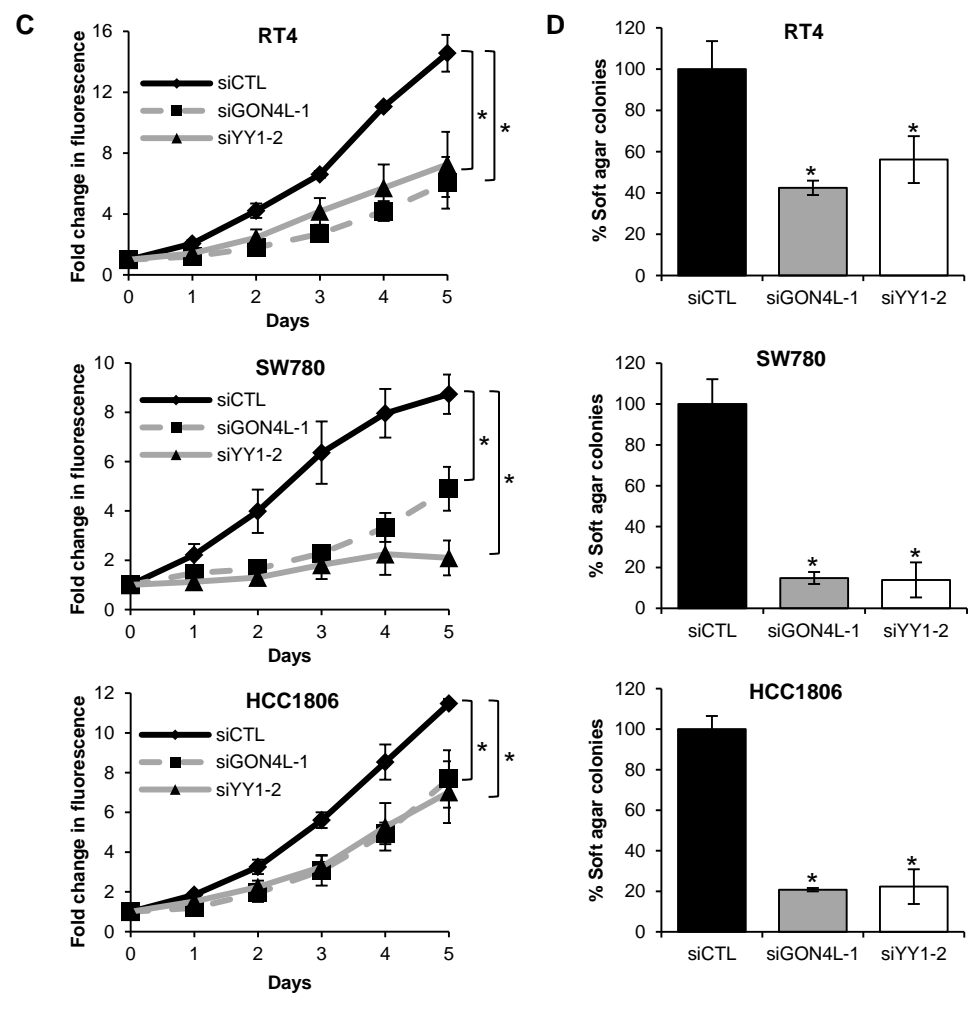 C
RT4
Fold change in fluorescence
16
12
8
4
0
siCTL
siGON4L-1
siYY1-2
* *
0 1 2 3 4 5
Days
D
RT4
% Soft agar colonies
120
100
80
60
40
20
0
*
*
siCTL siGON4L-1 siYY1-2
SW780
Fold change in fluorescence
10
8
6
4
2
0
siCTL
siGON4L-1
siYY1-2
*
*
0 1 2 3 4 5
Days
SW780
% Soft agar colonies
120
100
80
60
40
20
0
*
*
siCTL siGON4L-1 siYY1-2
HCC1806
Fold change in fluorescence
12
10
8
6
4
2
0
siCTL
siGON4L-1
siYY1-2
* *
0 1 2 3 4 5
Days
HCC1806
% Soft agar colonies
120
100
80
60
40
20
0
*
*
siCTL siGON4L-1 siYY1-2